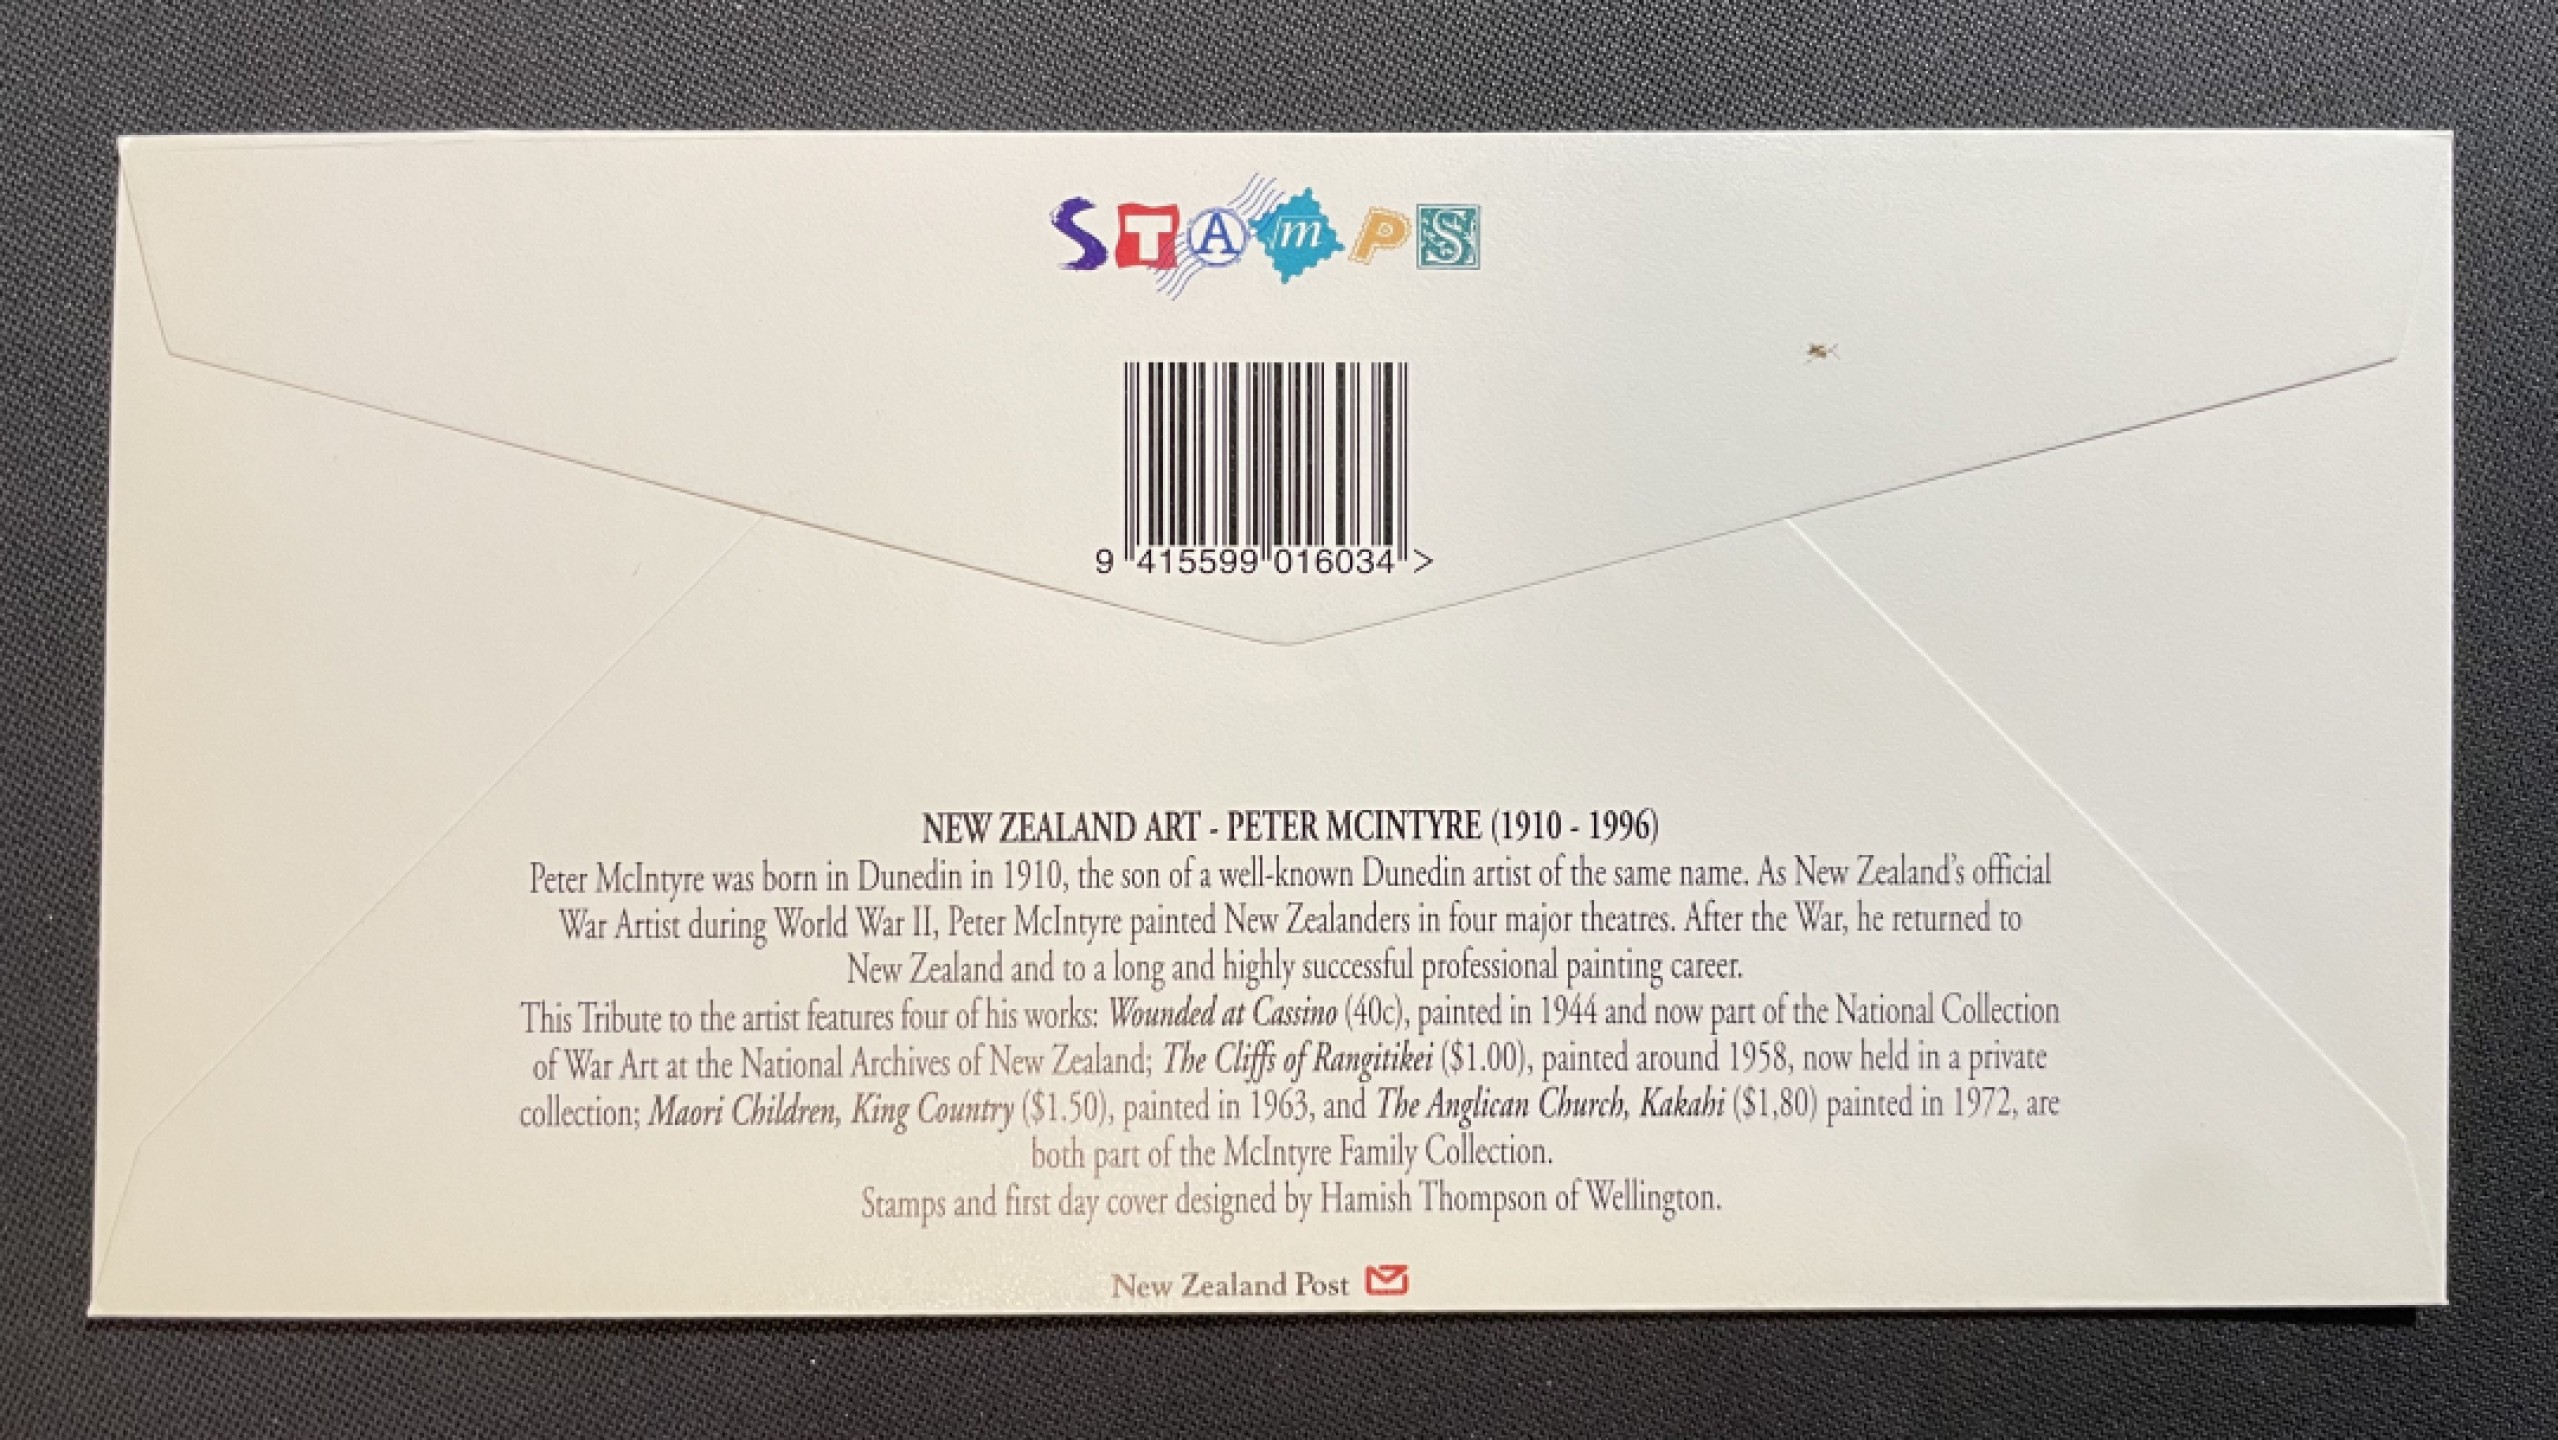 STAmPS
9 415599 016034 >
NEW ZEALAND ART - PETER MCINTYRE (1910 - 1996)
Peter McIntyre was born in Dunedin in 1910, the son of a well-known Dunedin artist of the same name. As New Zealand's official
War Artist during World War II, Peter McIntyre painted New Zealanders in four major theatres. After the War, he returned to
New Zealand and to a long and highly successful professional painting career.
This Tribute to the artist features four of his works: Wounded at Cassino (40c), painted in 1944 and now part of the National Collection
of War Art at the National Archives of New Zealand; The Cliffs of Rangitikei ($1.00), painted around 1958, now held in a private
collection; Maori Children, King Country ($1.50), painted in 1963, and The Anglican Church, Kakahi ($1,80) painted in 1972, are
both part of the McIntyre Family Collection.
Stamps and first day cover designed by Hamish Thompson of Wellington.
New Zealand Post